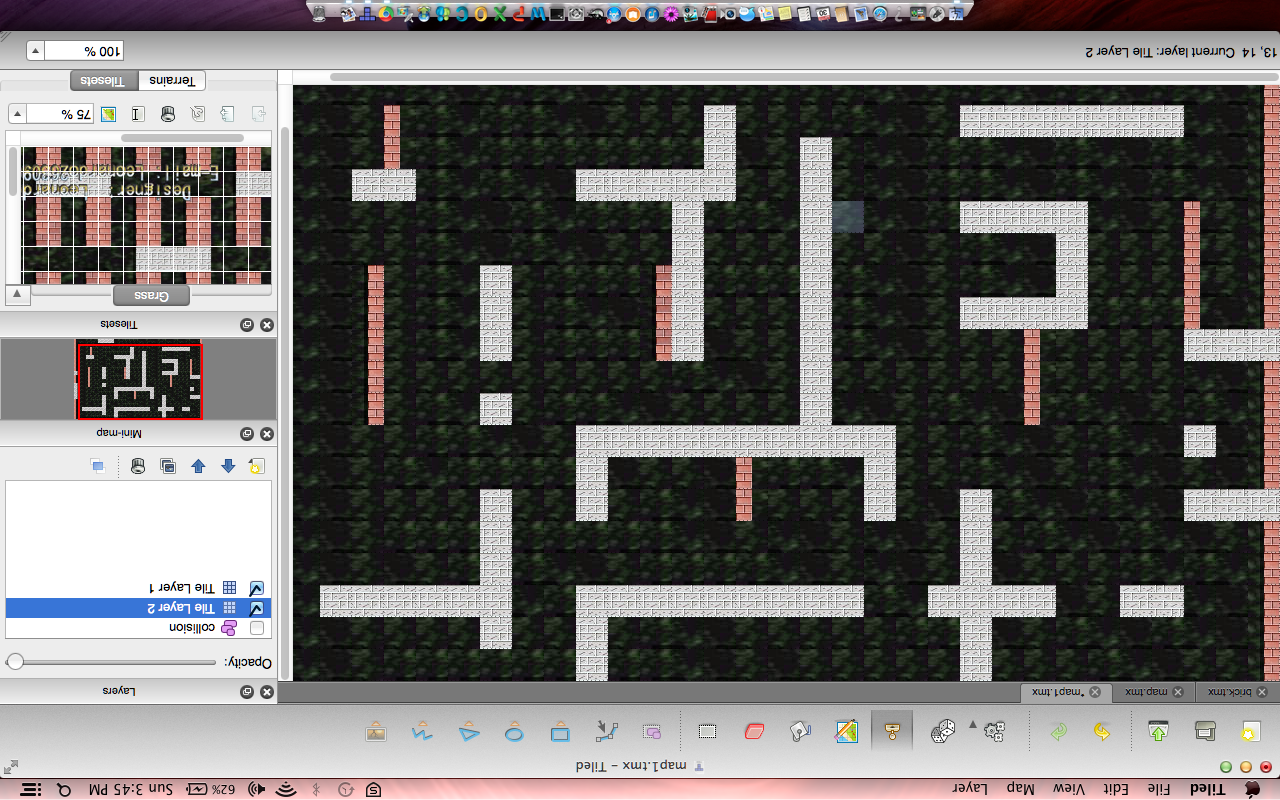 Tiled File Edit View Map Layer 62% Sun 3:45 PM
map1.tmx – Tiled
brick.tmx map.tmx *map1.tmx
Layers
Opacity:
collision
Tile Layer 2
Tile Layer 1
Mini-map
Tilesets
Grass
Designer: Leonard
E-mail: Leonard
75 %
Terrains Tilesets
13, 14 Current layer: Tile Layer 2
100 %